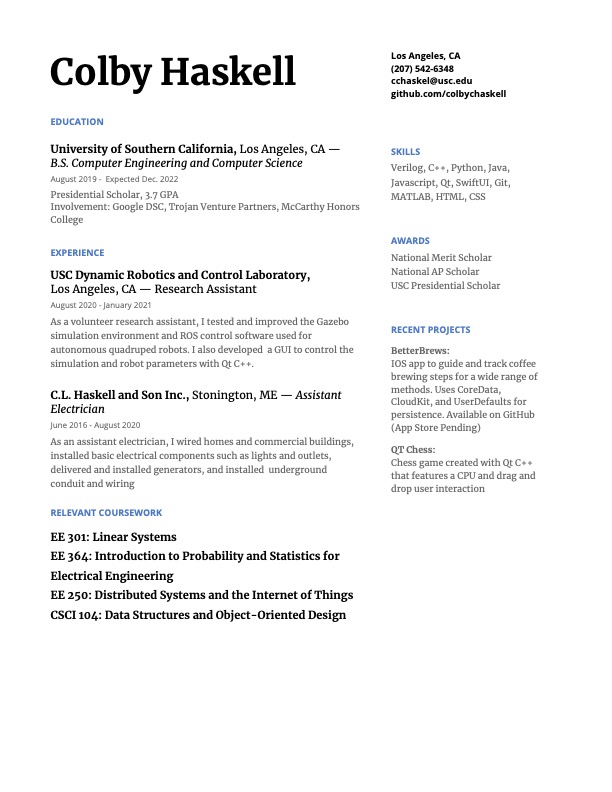 Colby Haskell
Los Angeles, CA
(207) 542-6348
cchaskel@usc.edu
github.com/colbychaskell
EDUCATION
University of Southern California, Los Angeles, CA —
B.S. Computer Engineering and Computer Science
August 2019 - Expected Dec. 2022
Presidential Scholar, 3.7 GPA
Involvement: Google DSC, Trojan Venture Partners, McCarthy Honors
College
EXPERIENCE
USC Dynamic Robotics and Control Laboratory,
Los Angeles, CA — Research Assistant
August 2020 - January 2021
As a volunteer research assistant, I tested and improved the Gazebo
simulation environment and ROS control software used for
autonomous quadruped robots. I also developed a GUI to control the
simulation and robot parameters with Qt C++.
C.L. Haskell and Son Inc., Stonington, ME — Assistant
Electrician
June 2016 - August 2020
As an assistant electrician, I wired homes and commercial buildings,
installed basic electrical components such as lights and outlets,
delivered and installed generators, and installed underground
conduit and wiring
RELEVANT COURSEWORK
EE 301: Linear Systems
EE 364: Introduction to Probability and Statistics for
Electrical Engineering
EE 250: Distributed Systems and the Internet of Things
CSCI 104: Data Structures and Object-Oriented Design
SKILLS
Verilog, C++, Python, Java,
Javascript, Qt, SwiftUI, Git,
MATLAB, HTML, CSS
AWARDS
National Merit Scholar
National AP Scholar
USC Presidential Scholar
RECENT PROJECTS
BetterBrews:
IOS app to guide and track coffee
brewing steps for a wide range of
methods. Uses CoreData,
CloudKit, and UserDefaults for
persistence. Available on GitHub
(App Store Pending)
QT Chess:
Chess game created with Qt C++
that features a CPU and drag and
drop user interaction